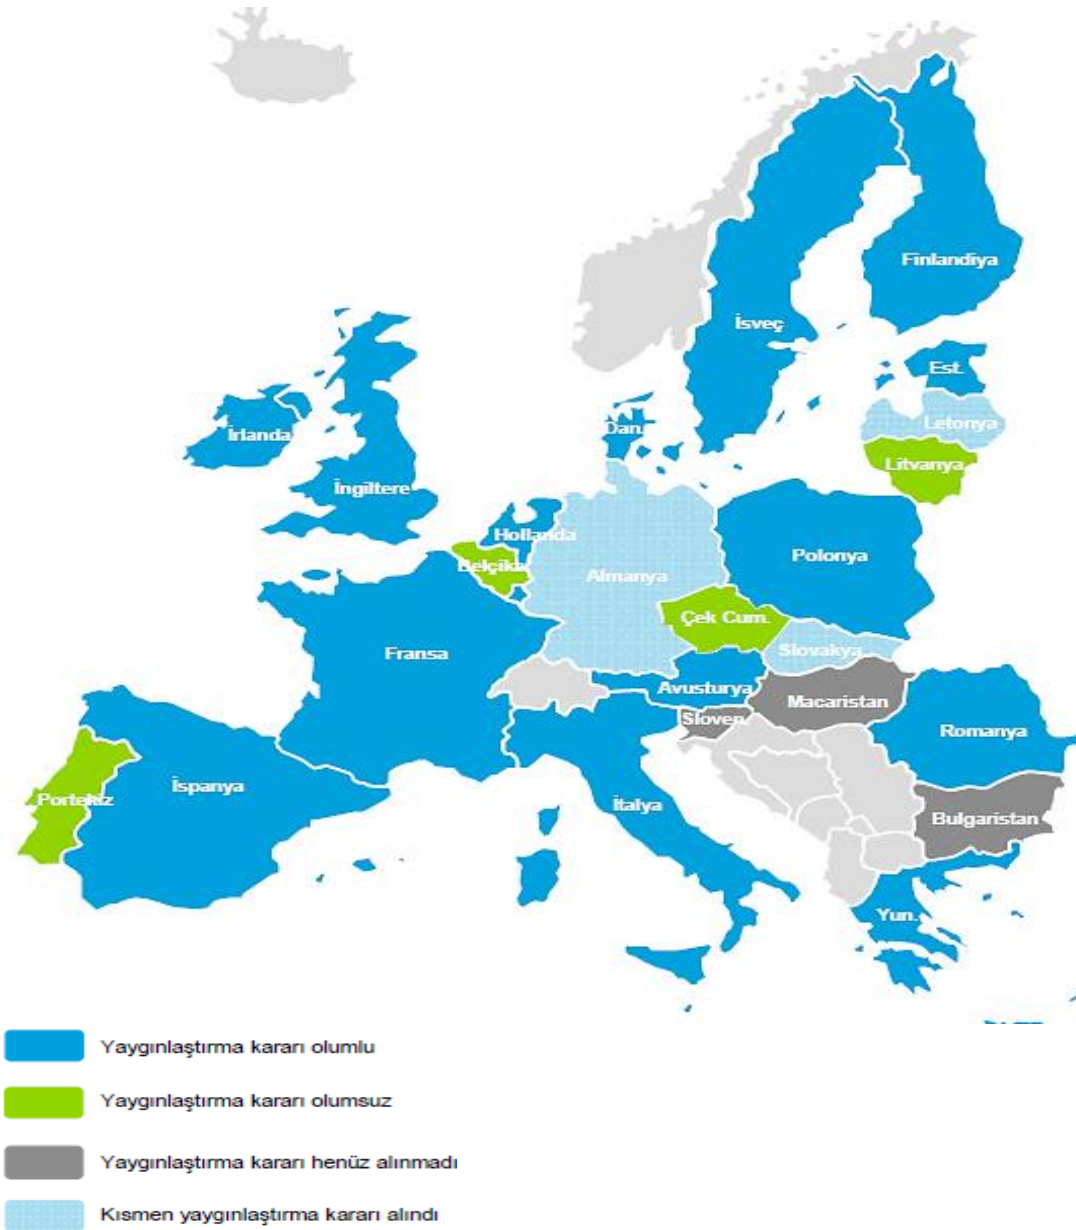 Finlandiya
İsveç
Est.
Letonya
Litvanya
Dan.
İrlanda
İngiltere
Hollanda
Belçika
Almanya
Polonya
Çek Cum.
Slovakya
Fransa
Avusturya
Macaristan
Sloven.
Romanya
Portekiz
İspanya
İtalya
Bulgaristan
Yun.
Yaygınlaştırma kararı olumlu
Yaygınlaştırma kararı olumsuz
Yaygınlaştırma kararı henüz alınmadı
Kısmen yaygınlaştırma kararı alındı